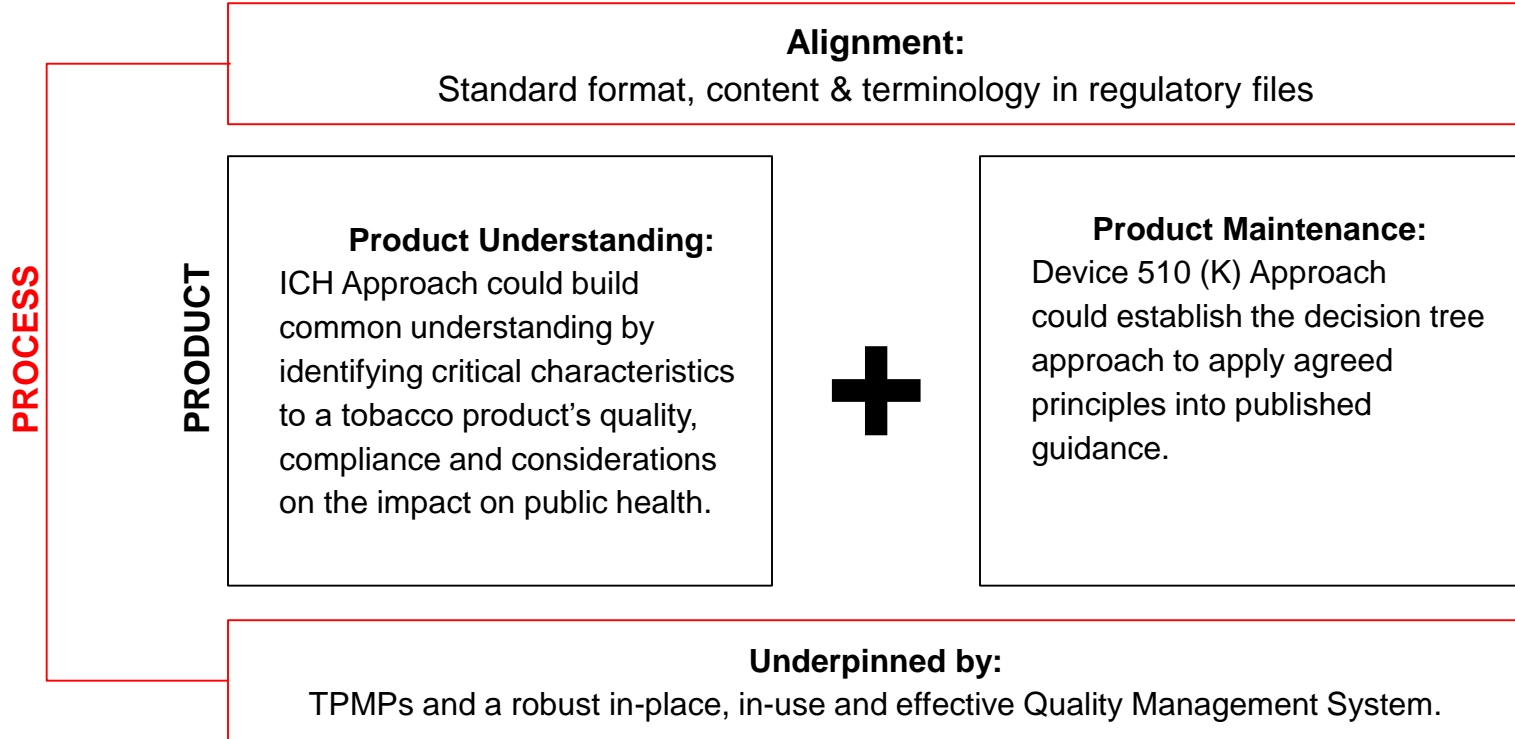 Alignment:
Standard format, content & terminology in regulatory files
PROCESS
PRODUCT
Product Understanding:
ICH Approach could build
common understanding by
identifying critical characteristics
to a tobacco product’s quality,
compliance and considerations
on the impact on public health.
Product Maintenance:
Device 510 (K) Approach
could establish the decision tree
approach to apply agreed
principles into published
guidance.
Underpinned by:
TPMPs and a robust in-place, in-use and effective Quality Management System.